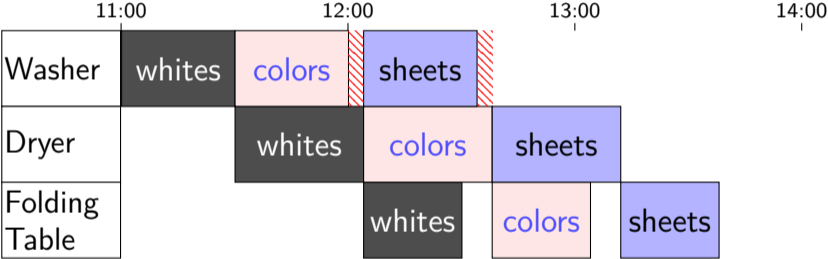 11:00 12:00 13:00 14:00
Washer whites colors sheets
Dryer whites colors sheets
Folding
Table
whites colors sheets